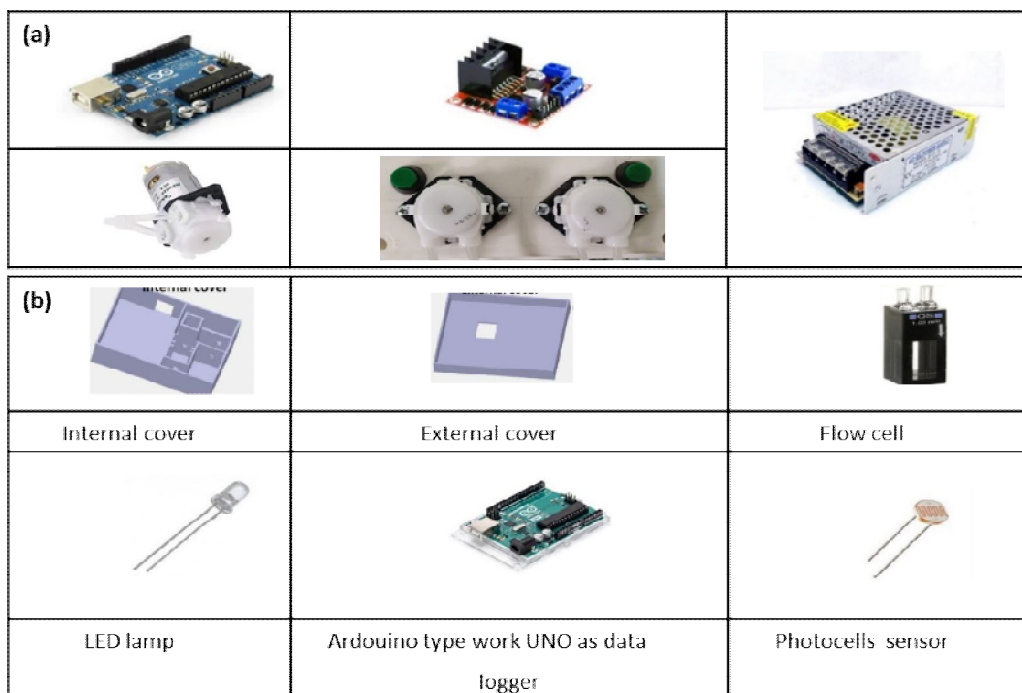 (a)
(b)
Internal cover
Internal cover
External cover
Flow cell
LED lamp
Ardouino type work UNO as data
logger
Photocells sensor